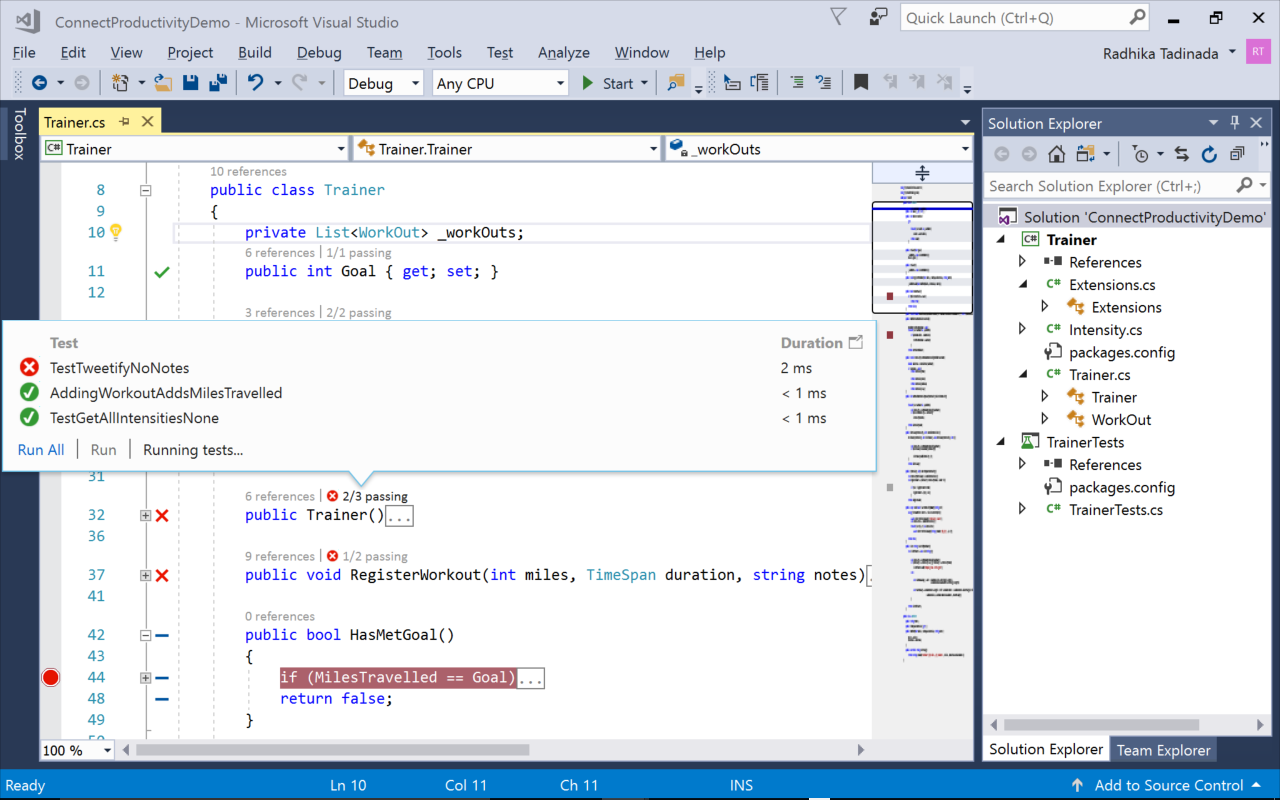 ConnectProductivityDemo - Microsoft Visual Studio
Quick Launch (Ctrl+Q)
File Edit View Project Build Debug Team Tools Test Analyze Window Help
Radhika Tadinada RT
Debug Any CPU Start
Toolbox
Trainer.cs
C# Trainer Trainer.Trainer _workOuts
10 references
8 public class Trainer
9 {
10 private List<WorkOut> _workOuts;
6 references | 1/1 passing
11 public int Goal { get; set; }
12
3 references | 2/2 passing
Test Duration
TestTweetifyNoNotes 2 ms
AddingWorkoutAddsMilesTravelled < 1 ms
TestGetAllIntensitiesNone < 1 ms
Run All Run Running tests...
31
6 references | 2/3 passing
32 public Trainer()...
36
9 references | 1/2 passing
37 public void RegisterWorkout(int miles, TimeSpan duration, string notes)
41
0 references
42 public bool HasMetGoal()
43 {
44 if (MilesTravelled == Goal)...
48 return false;
49 }
50
100 %
Solution Explorer
Search Solution Explorer (Ctrl+;)
Solution 'ConnectProductivityDemo'
C# Trainer
References
C# Extensions.cs
Extensions
C# Intensity.cs
packages.config
C# Trainer.cs
Trainer
WorkOut
TrainerTests
References
packages.config
C# TrainerTests.cs
Solution Explorer Team Explorer
Ready Ln 10 Col 11 Ch 11 INS Add to Source Control